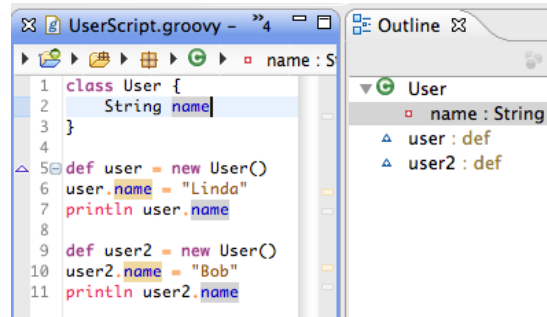 UserScript.groovy – »4
name : S
1 class User {
2 String name
3 }
4
5 def user = new User()
6 user.name = "Linda"
7 println user.name
8
9 def user2 = new User()
10 user2.name = "Bob"
11 println user2.name
Outline
User
name : String
user : def
user2 : def